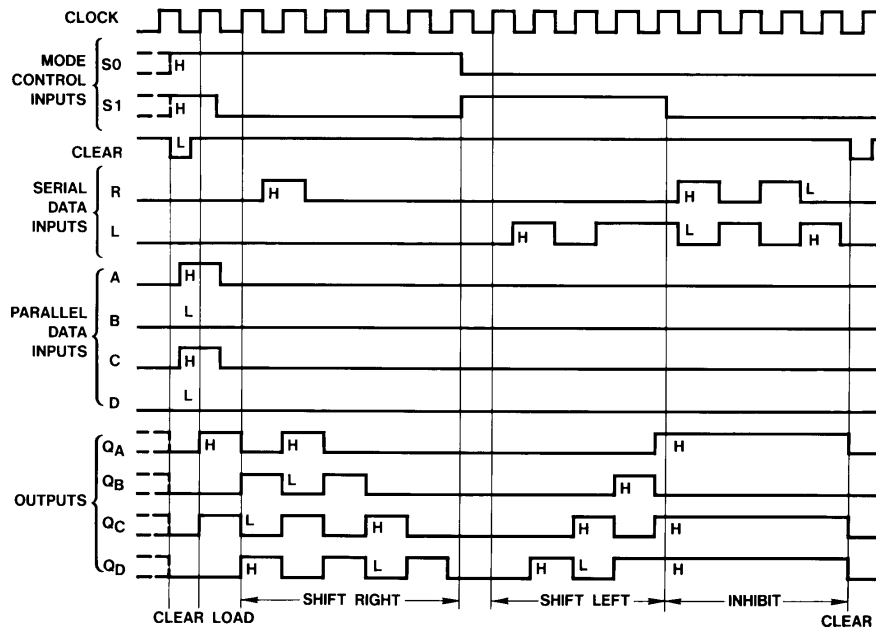 CLOCK
MODE
CONTROL
INPUTS
S0 H
S1 H
CLEAR L
SERIAL
DATA
INPUTS
R H H L
L H L H
PARALLEL
DATA
INPUTS
A H
B L
C H
D L
OUTPUTS
QA H H H
QB L H
QC L H H H
QD H L H L H
CLEAR LOAD SHIFT RIGHT SHIFT LEFT INHIBIT CLEAR